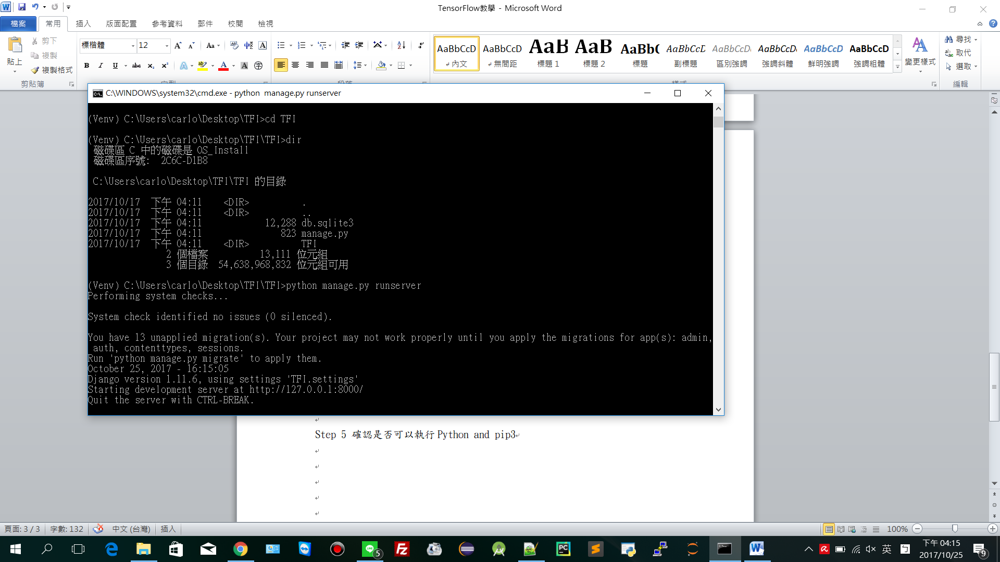 TensorFlow教學 - Microsoft Word
檔案 常用 插入 版面配置 參考資料 郵件 校閱 檢視
貼上
剪下
複製
複製格式
剪貼簿
標楷體 12
AaBbCcD AaBbCcD AaB AaB AaBb( AaBbCcD AaBbCcD AaBbCcD AaBbCcD AaBbCcD
內文 無間距 標題 1 標題 2 標題 副標題 區別強調 強調斜體 鮮明強調 強調粗體
變更樣式
尋找
取代
選取
編輯
C:\WINDOWS\system32\cmd.exe - python  manage.py runserver
(Venv) C:\Users\carlo\Desktop\TFI>cd TFI
(Venv) C:\Users\carlo\Desktop\TFI\TFI>dir
磁碟區 C 中的磁碟是 OS_Install
磁碟區序號:  2C6C-D1B8
C:\Users\carlo\Desktop\TFI\TFI 的目錄
2017/10/17  下午 04:11    <DIR>          .
2017/10/17  下午 04:11    <DIR>          ..
2017/10/17  下午 04:11            12,288 db.sqlite3
2017/10/17  下午 04:11               823 manage.py
2017/10/17  下午 04:11    <DIR>          TFI
2 個檔案          13,111 位元組
3 個目錄  54,638,968,832 位元組可用
(Venv) C:\Users\carlo\Desktop\TFI\TFI>python manage.py runserver
Performing system checks...
System check identified no issues (0 silenced).
You have 13 unapplied migration(s). Your project may not work properly until you apply the migrations for app(s): admin,
auth, contenttypes, sessions.
Run 'python manage.py migrate' to apply them.
October 25, 2017 - 16:15:05
Django version 1.11.6, using settings 'TFI.settings'
Starting development server at http://127.0.0.1:8000/
Quit the server with CTRL-BREAK.
Step 5 確認是否可以執行 Python and pip3
頁面: 3 / 3 字數: 132 中文 (台灣) 插入 100%
英
下午 04:15
2017/10/25
5
9